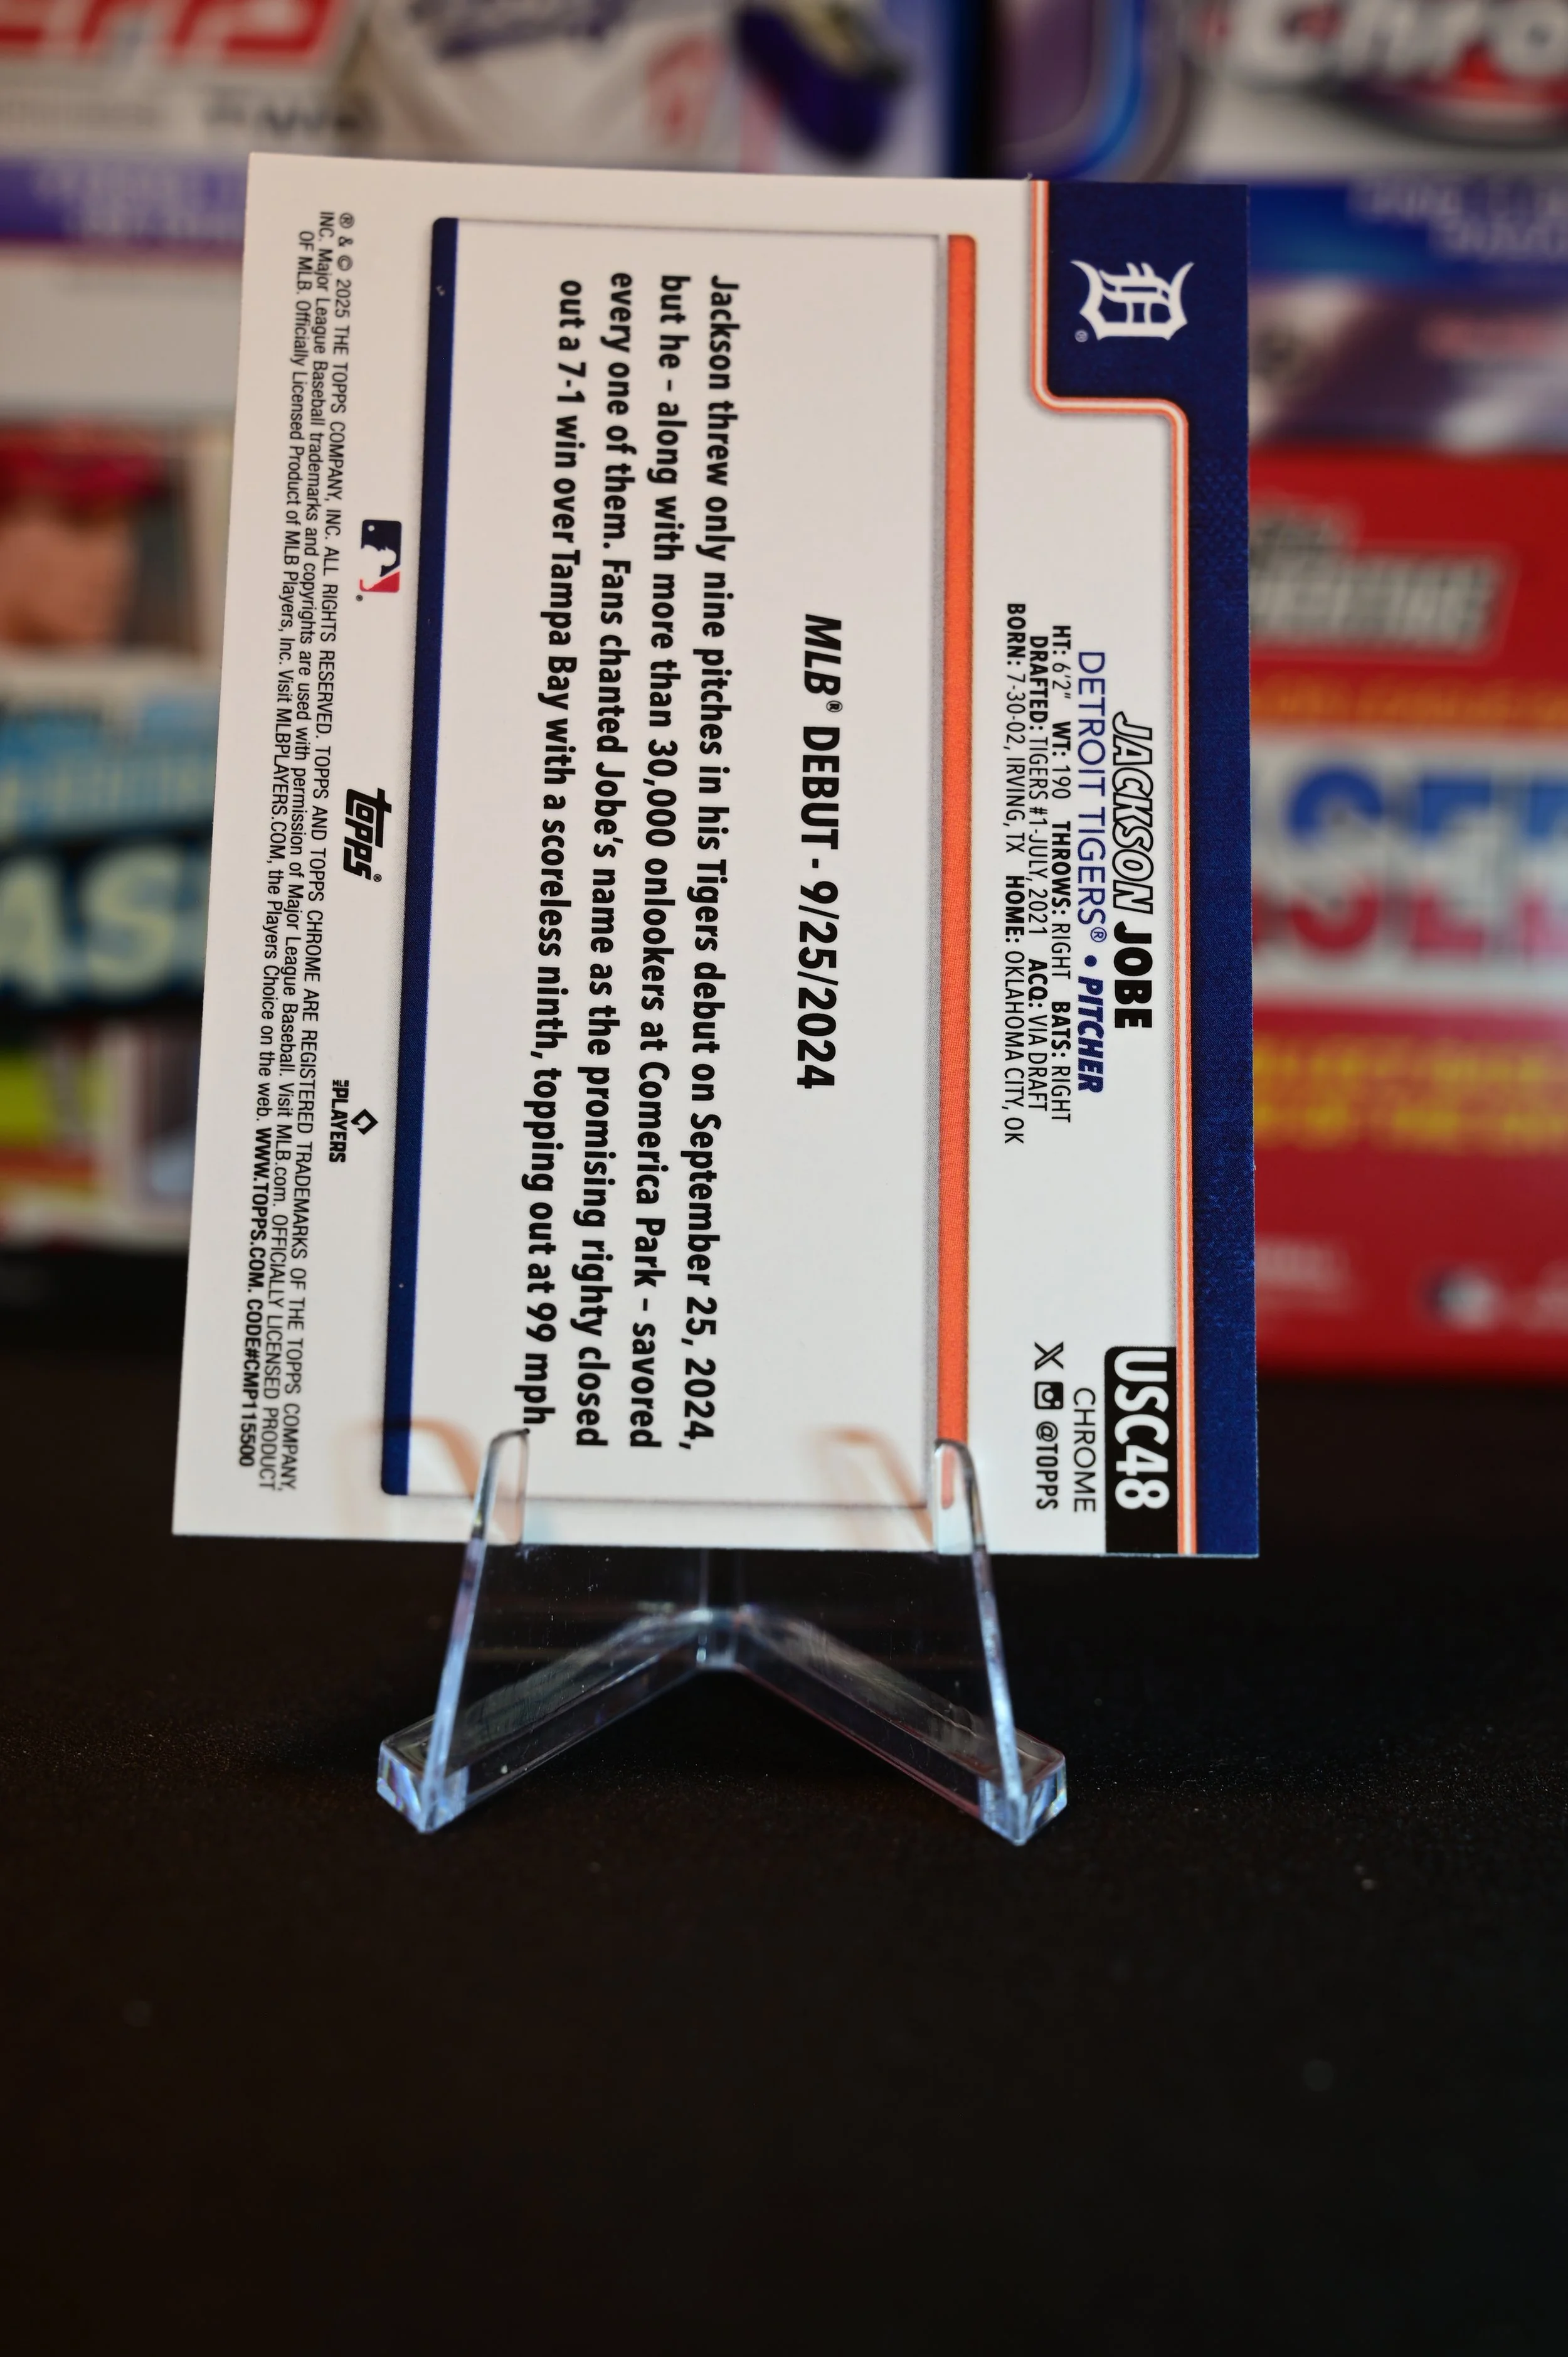 D®
USC48
CHROME
@TOPPS
JACKSON JOBE
DETROIT TIGERS® • PITCHER
HT: 6'2" WT: 190 THROWS: RIGHT BATS: RIGHT
DRAFTED: TIGERS #1-JULY, 2021 ACQ: VIA DRAFT
BORN: 7-30-02, IRVING, TX HOME: OKLAHOMA CITY, OK
MLB® DEBUT - 9/25/2024
Jackson threw only nine pitches in his Tigers debut on September 25, 2024,
but he – along with more than 30,000 onlookers at Comerica Park – savored
every one of them. Fans chanted Jobe's name as the promising righty closed
out a 7-1 win over Tampa Bay with a scoreless ninth, topping out at 99 mph
topps®
MLB PLAYERS
® & © 2025 THE TOPPS COMPANY, INC. ALL RIGHTS RESERVED. TOPPS AND TOPPS CHROME ARE REGISTERED TRADEMARKS OF THE TOPPS COMPANY,
INC. Major League Baseball trademarks and copyrights are used with permission of Major League Baseball. Visit MLB.com. OFFICIALLY LICENSED PRODUCT
OF MLB. Officially Licensed Product of MLB Players, Inc. Visit MLBPLAYERS.COM, the Players Choice on the web. WWW.TOPPS.COM. CODE#CMP115500
Chro